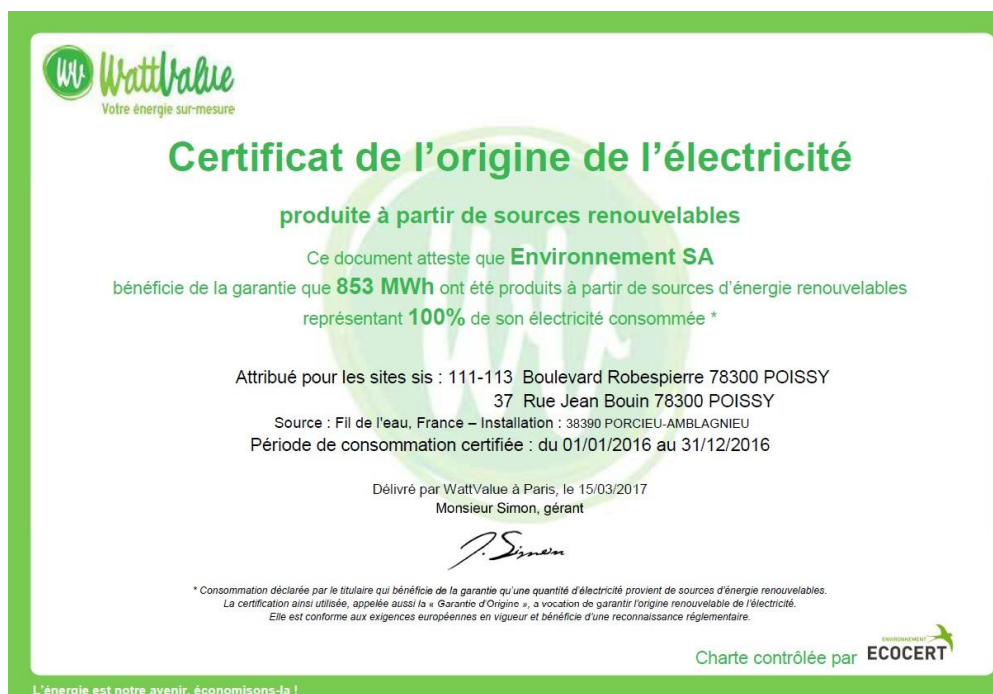 WV WattValue
Votre énergie sur-mesure
Certificat de l'origine de l'électricité
produite à partir de sources renouvelables
Ce document atteste que Environnement SA
bénéficie de la garantie que 853 MWh ont été produits à partir de sources d'énergie renouvelables
représentant 100% de son électricité consommée *
Attribué pour les sites sis : 111-113 Boulevard Robespierre 78300 POISSY
37 Rue Jean Bouin 78300 POISSY
Source : Fil de l'eau, France – Installation : 38390 PORCIEU-AMBLAGNIEU
Période de consommation certifiée : du 01/01/2016 au 31/12/2016
Délivré par WattValue à Paris, le 15/03/2017
Monsieur Simon, gérant
J. Simon
* Consommation déclarée par le titulaire qui bénéficie de la garantie qu'une quantité d'électricité provient de sources d'énergie renouvelables.
La certification ainsi utilisée, appelée aussi la « Garantie d'Origine », a vocation de garantir l'origine renouvelable de l'électricité.
Elle est conforme aux exigences européennes en vigueur et bénéficie d'une reconnaissance réglementaire.
Charte contrôlée par
ENVIRONNEMENT
ECOCERT
L'énergie est notre avenir, économisons-la !